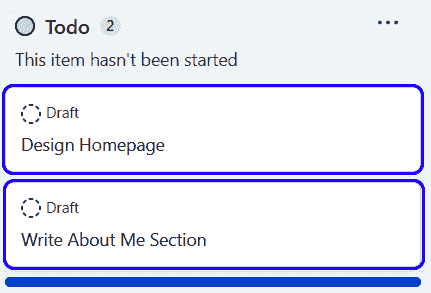 Todo 2
This item hasn't been started
Draft
Design Homepage
Draft
Write About Me Section